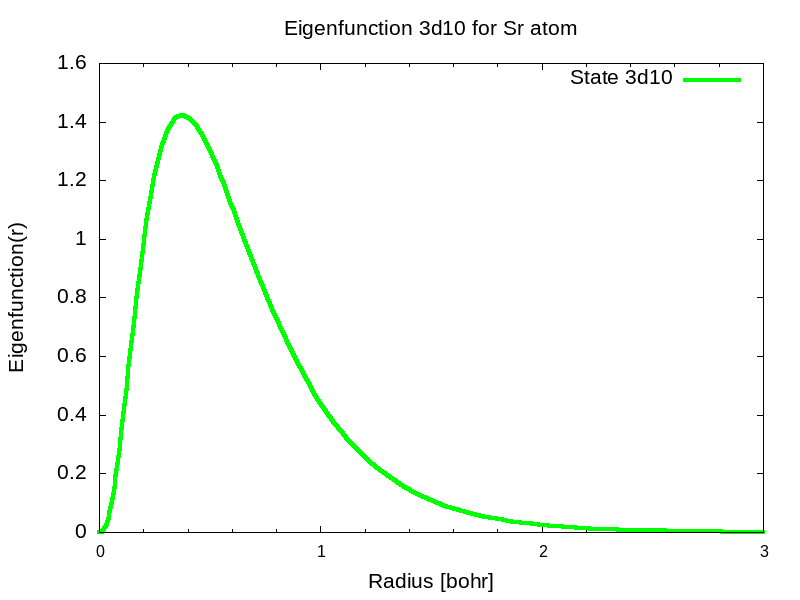 Eigenfunction 3d10 for Sr atom
State 3d10
Eigenfunction(r)
1.6
1.4
1.2
1
0.8
0.6
0.4
0.2
0
0 1 2 3
Radius [bohr]